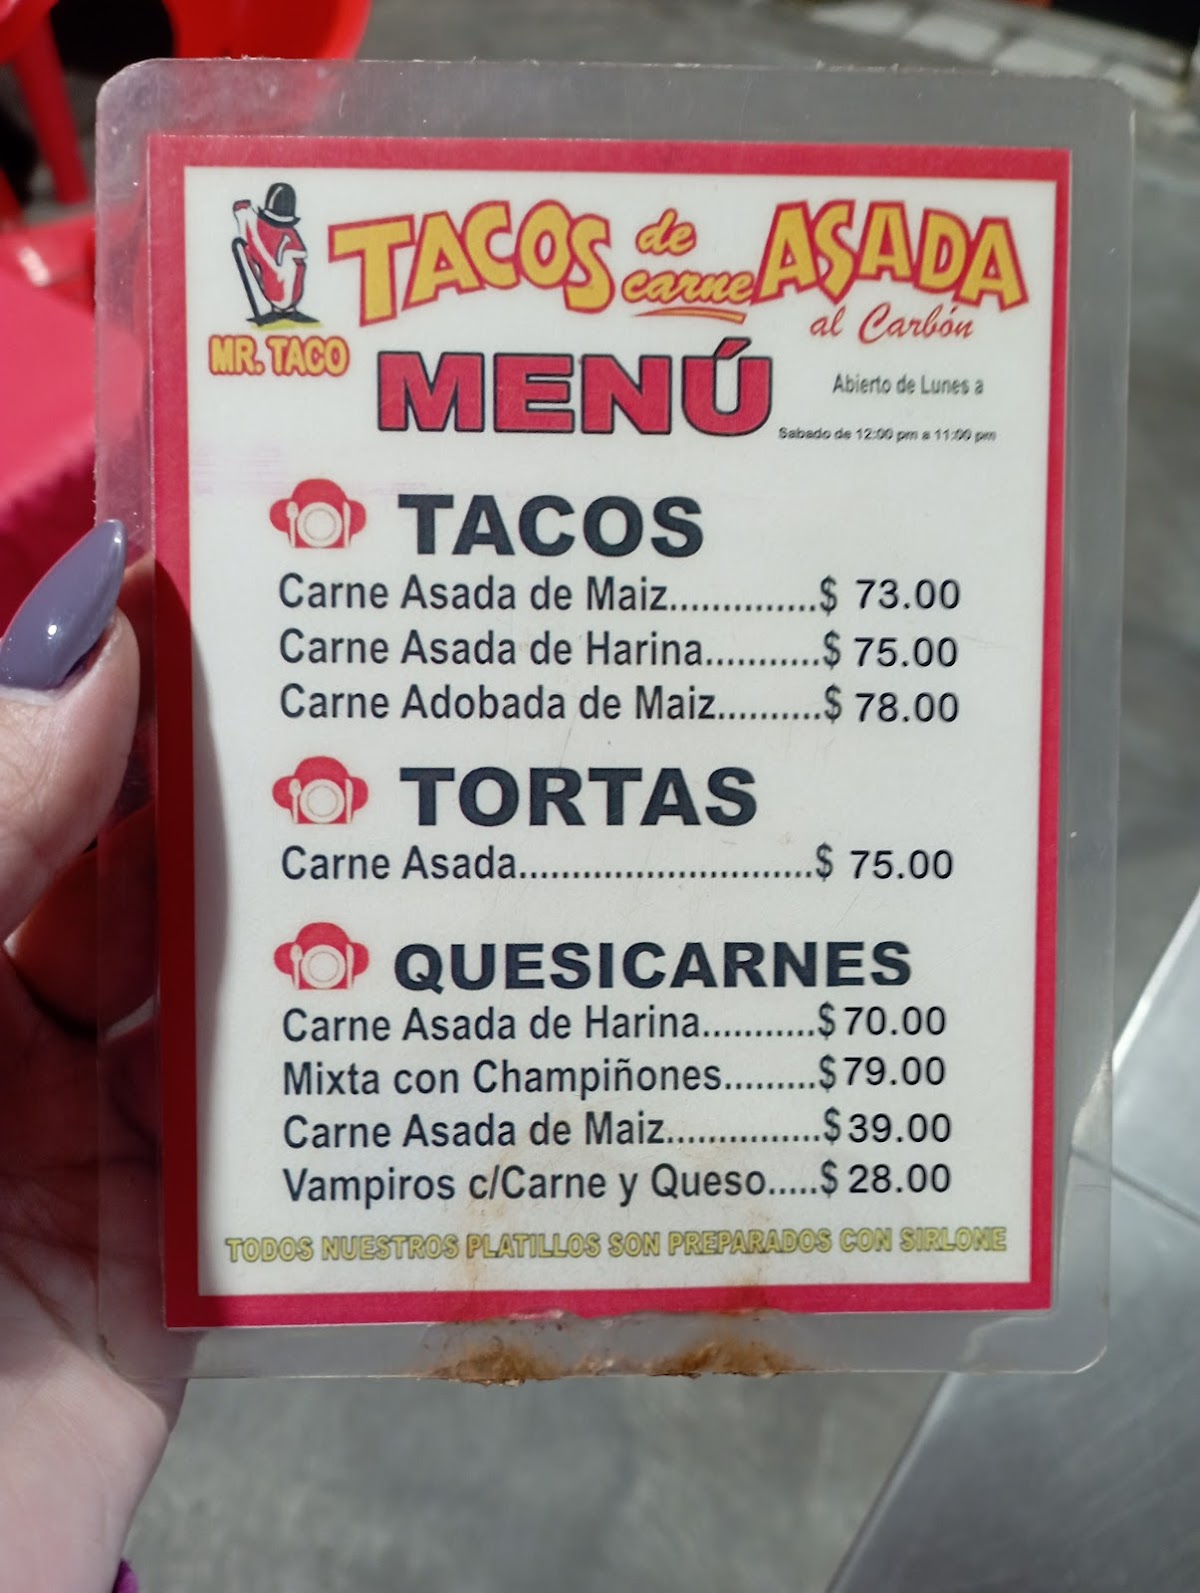 TACOS de carne ASADA
al Carbón
MR. TACO
MENÚ
Abierto de Lunes a
Sabado de 12:00 pm a 11:00 pm
TACOS
Carne Asada de Maiz..............$ 73.00
Carne Asada de Harina...........$ 75.00
Carne Adobada de Maiz..........$ 78.00
TORTAS
Carne Asada............................$ 75.00
QUESICARNES
Carne Asada de Harina...........$ 70.00
Mixta con Champiñones.........$ 79.00
Carne Asada de Maiz...............$ 39.00
Vampiros c/Carne y Queso.....$ 28.00
TODOS NUESTROS PLATILLOS SON PREPARADOS CON SIRLONE